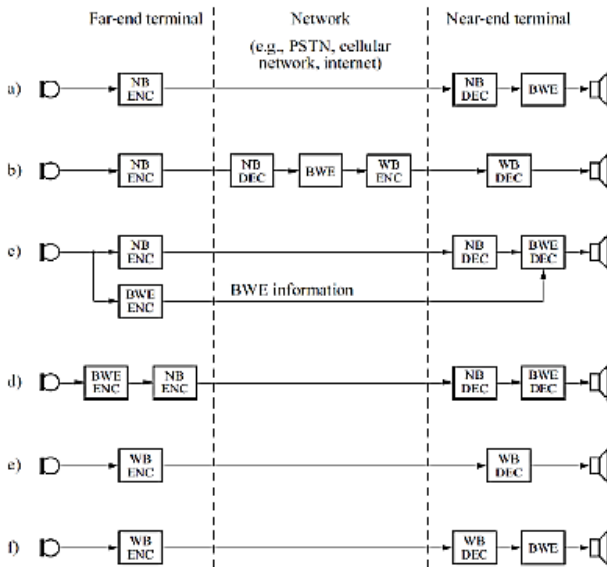 Far-end terminal Network Near-end terminal
(e.g., PSTN, cellular
network, internet)
a) NB ENC NB DEC BWE
b) NB ENC NB DEC BWE WB ENC WB DEC
c) NB ENC NB DEC BWE DEC
BWE ENC BWE information
d) BWE ENC NB ENC NB DEC BWE DEC
e) WB ENC WB DEC
f) WB ENC WB DEC BWE